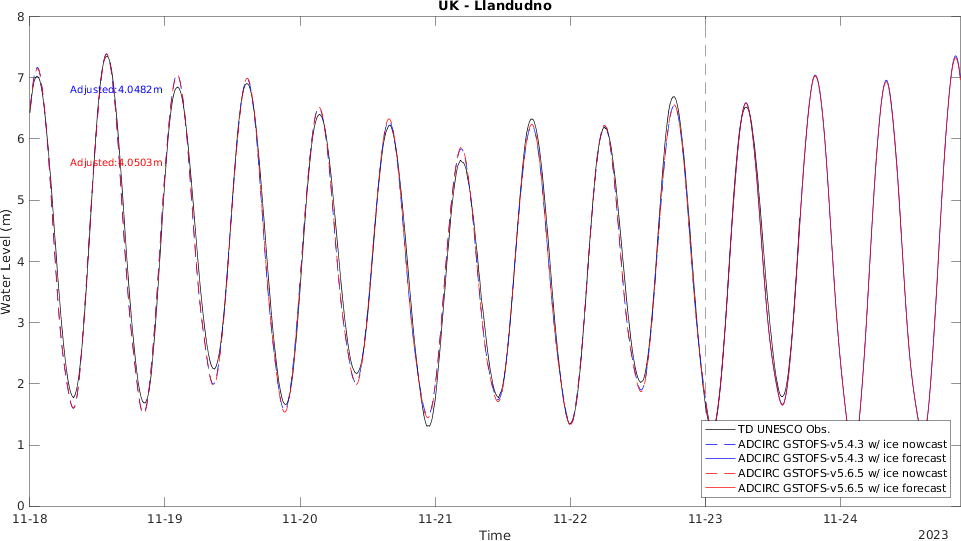 UK - Llandudno
8
7
6
5
4
3
2
1
0
Water Level (m)
Adjusted:4.0482m
Adjusted:4.0503m
TD UNESCO Obs.
ADCIRC GSTOFS-v5.4.3 w/ ice nowcast
ADCIRC GSTOFS-v5.4.3 w/ ice forecast
ADCIRC GSTOFS-v5.6.5 w/ ice nowcast
ADCIRC GSTOFS-v5.6.5 w/ ice forecast
11-18 11-19 11-20 11-21 11-22 11-23 11-24
Time
2023